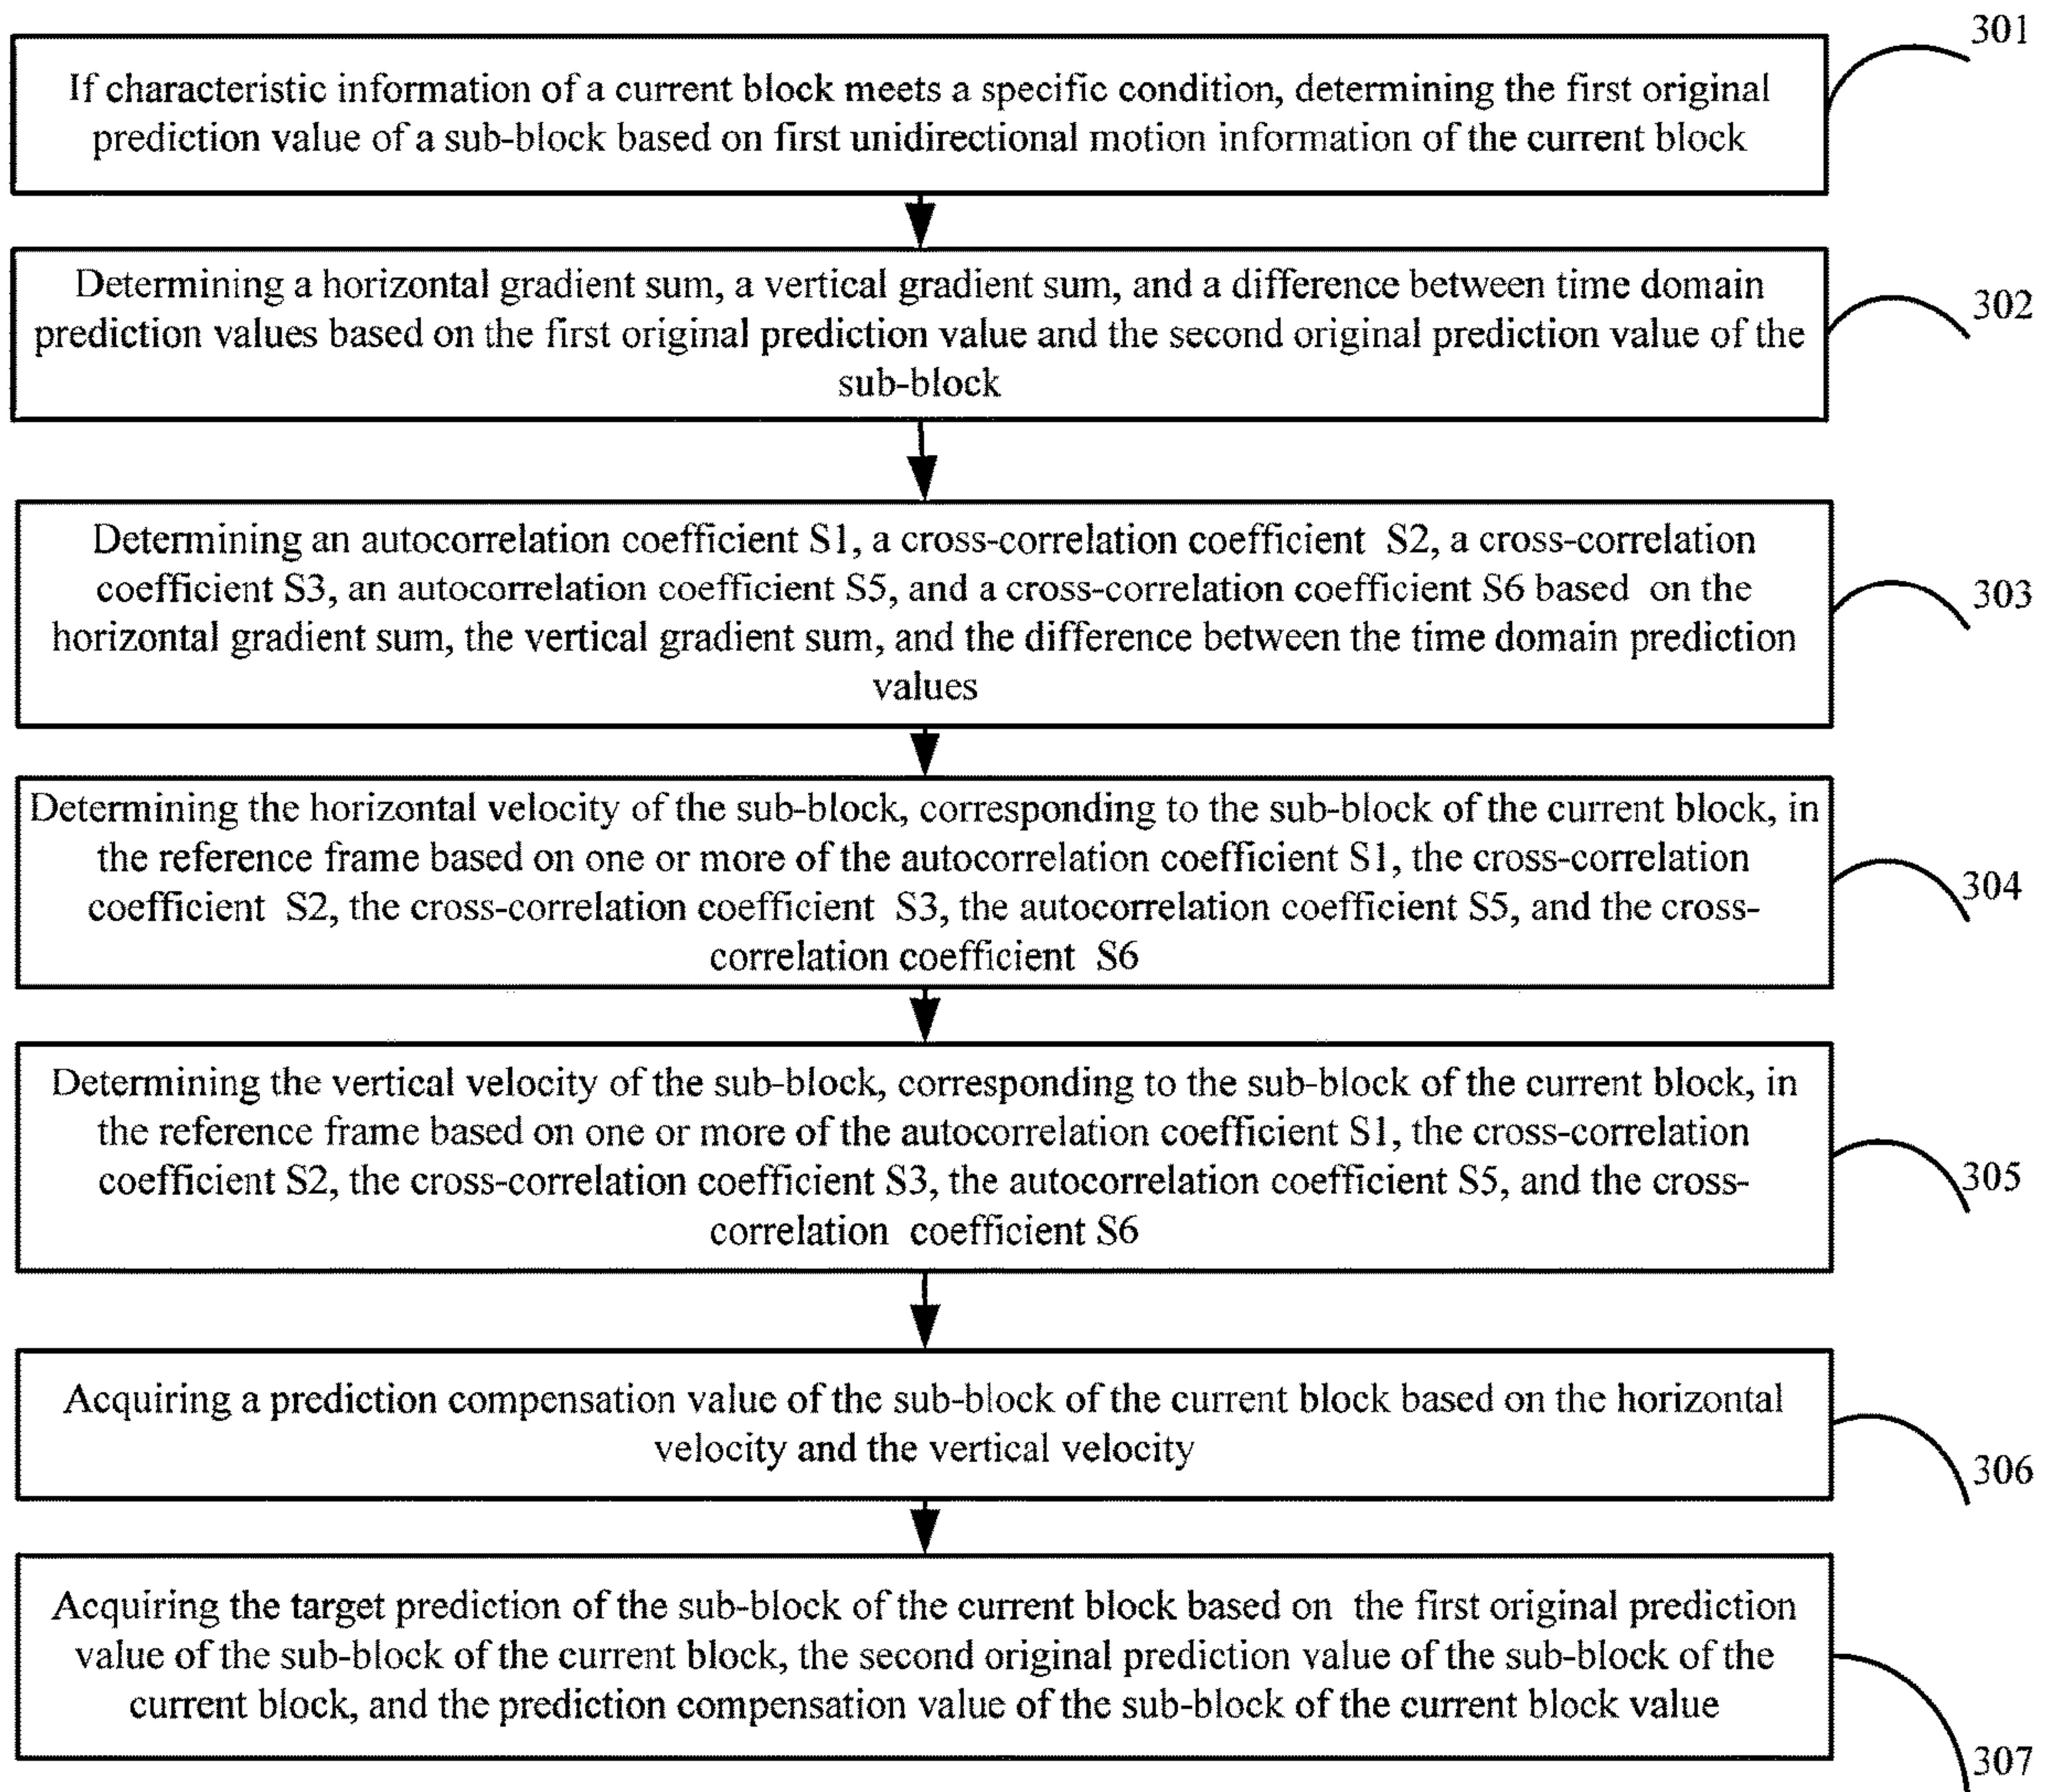 301
If characteristic information of a current block meets a specific condition, determining the first original
prediction value of a sub-block based on first unidirectional motion information of the current block
Determining a horizontal gradient sum, a vertical gradient sum, and a difference between time domain
prediction values based on the first original prediction value and the second original prediction value of the
sub-block
302
Determining an autocorrelation coefficient S1, a cross-correlation coefficient S2, a cross-correlation
coefficient S3, an autocorrelation coefficient S5, and a cross-correlation coefficient S6 based on the
horizontal gradient sum, the vertical gradient sum, and the difference between the time domain prediction
values
303
Determining the horizontal velocity of the sub-block, corresponding to the sub-block of the current block, in
the reference frame based on one or more of the autocorrelation coefficient S1, the cross-correlation
coefficient S2, the cross-correlation coefficient S3, the autocorrelation coefficient S5, and the cross-
correlation coefficient S6
304
Determining the vertical velocity of the sub-block, corresponding to the sub-block of the current block, in
the reference frame based on one or more of the autocorrelation coefficient S1, the cross-correlation
coefficient S2, the cross-correlation coefficient S3, the autocorrelation coefficient S5, and the cross-
correlation coefficient S6
305
Acquiring a prediction compensation value of the sub-block of the current block based on the horizontal
velocity and the vertical velocity
306
Acquiring the target prediction of the sub-block of the current block based on the first original prediction
value of the sub-block of the current block, the second original prediction value of the sub-block of the
current block, and the prediction compensation value of the sub-block of the current block value
307